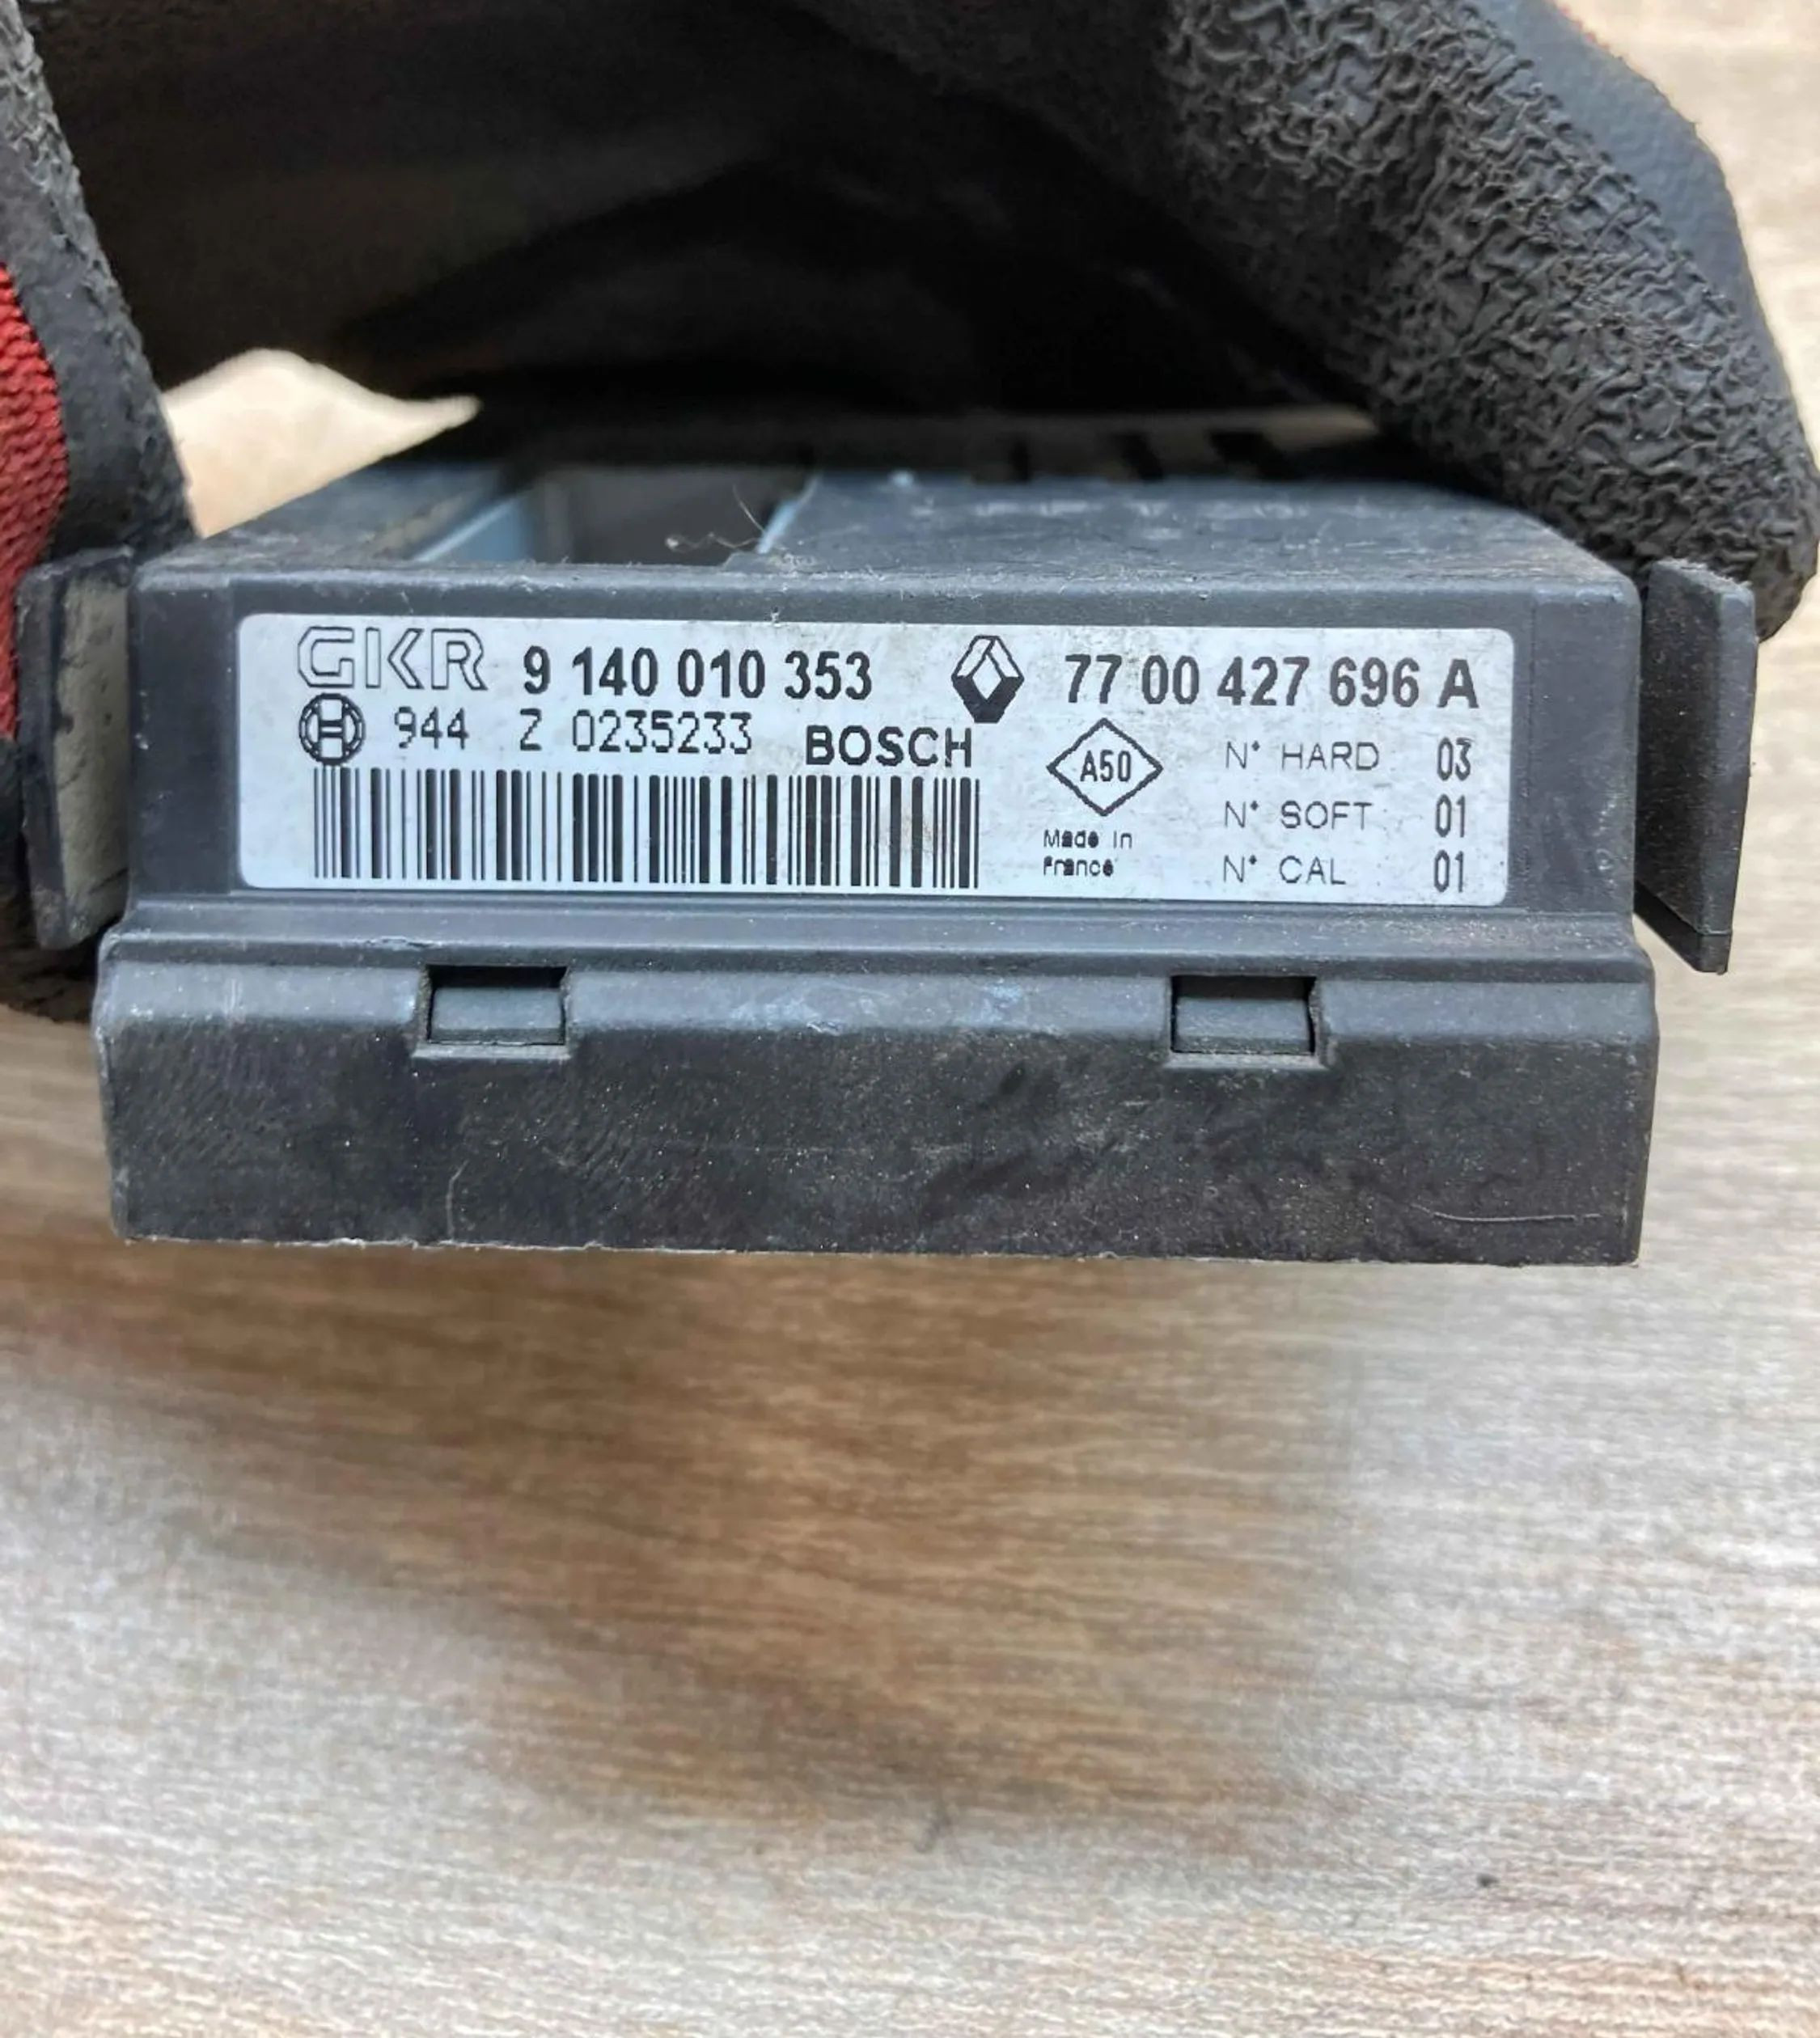 GKR 9 140 010 353 77 00 427 696 A
944 Z 0235233 BOSCH
A50
Made in
France
N° HARD 03
N° SOFT 01
N° CAL 01